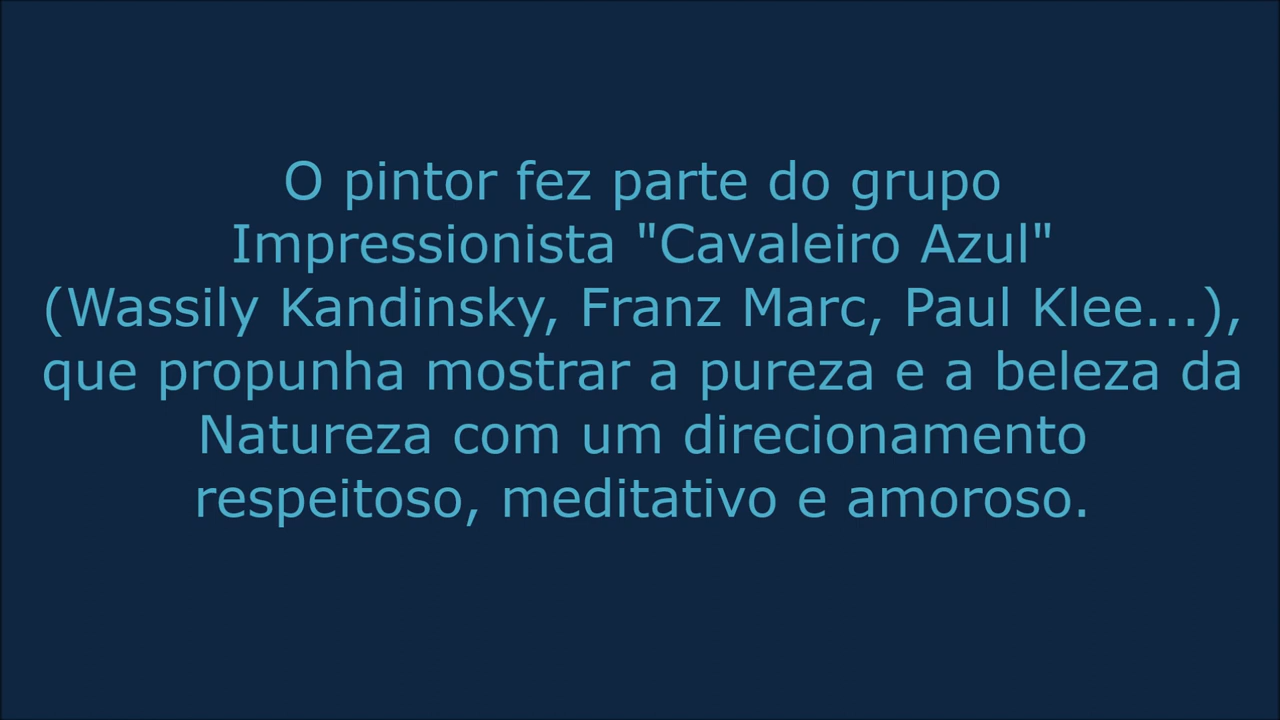 O pintor fez parte do grupo
Impressionista "Cavaleiro Azul"
(Wassily Kandinsky, Franz Marc, Paul Klee...),
que propunha mostrar a pureza e a beleza da
Natureza com um direcionamento
respeitoso, meditativo e amoroso.